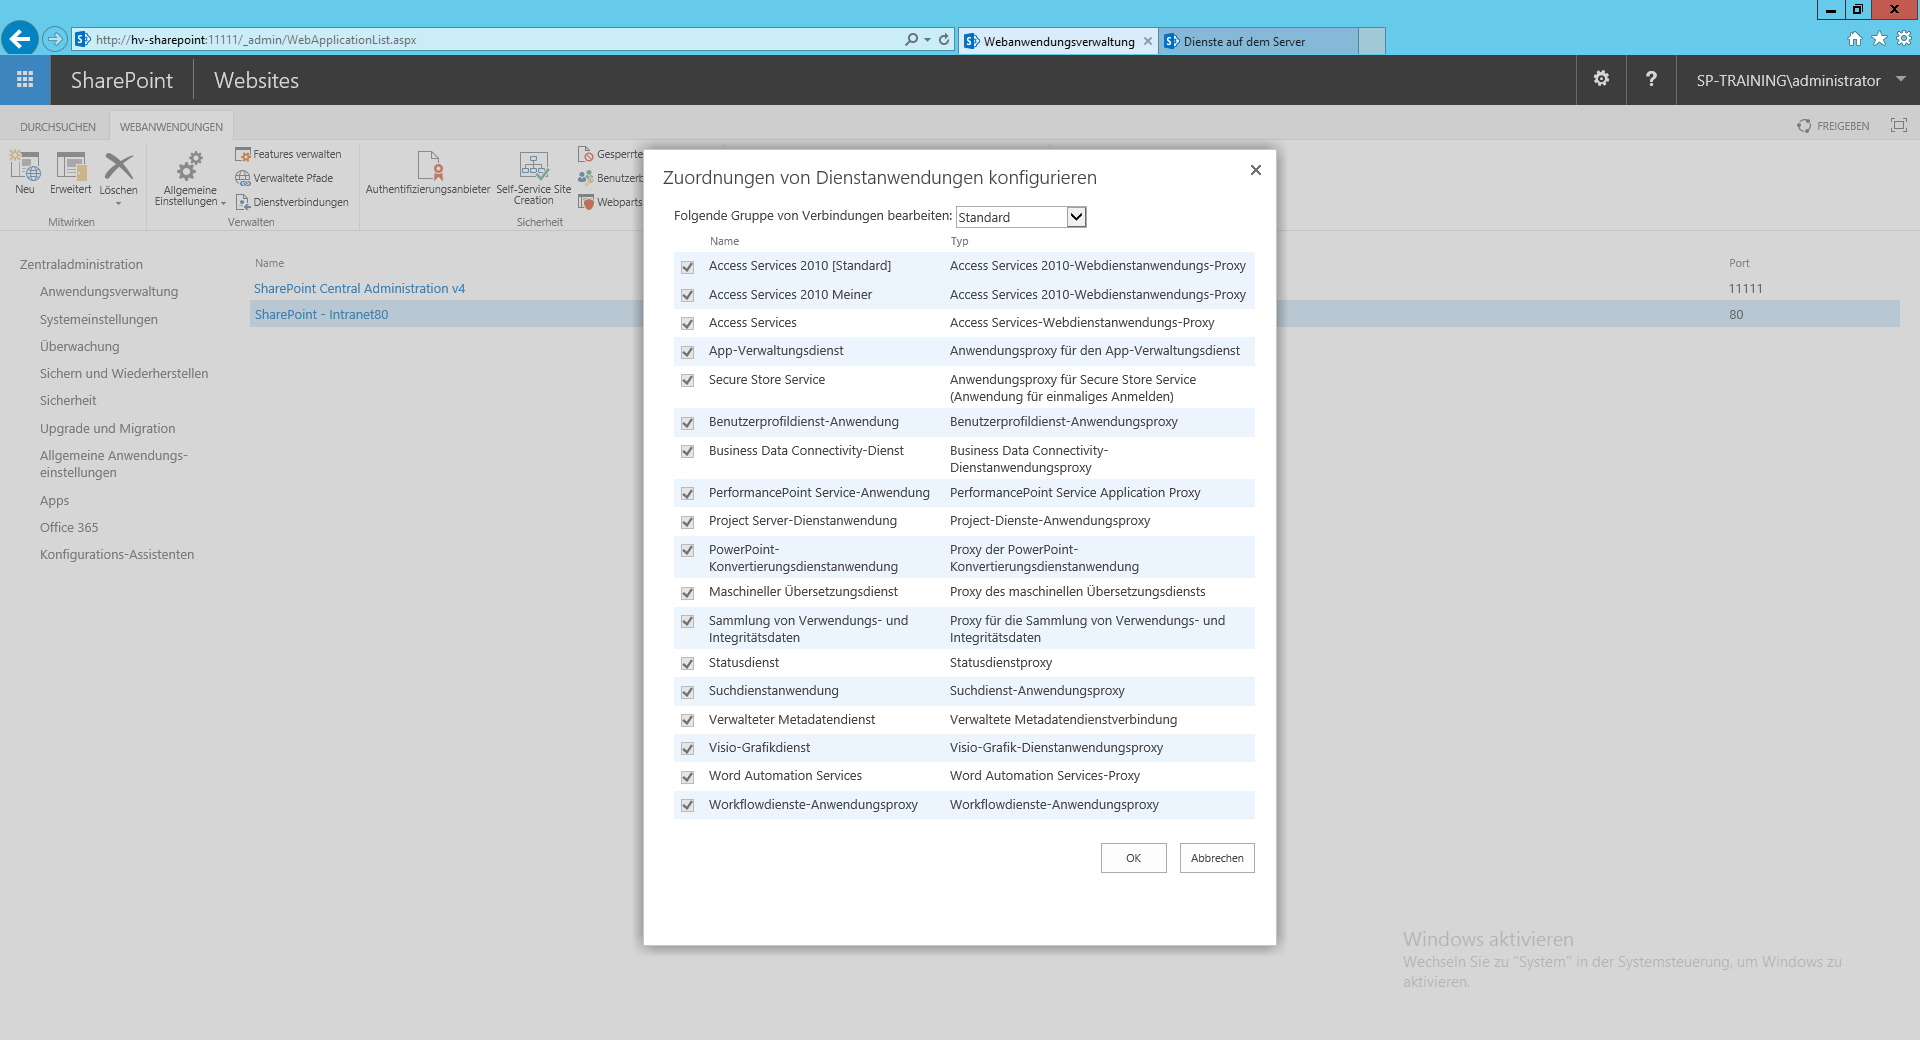 http://hv-sharepoint:11111/_admin/WebApplicationList.aspx
Webanwendungsverwaltung
Dienste auf dem Server
SharePoint
Websites
?
SP-TRAINING\administrator
DURCHSUCHEN
WEBANWENDUNGEN
FREIGEBEN
Neu
Erweitert
Löschen
Mitwirken
Allgemeine
Einstellungen
Features verwalten
Verwaltete Pfade
Dienstverbindungen
Verwalten
Authentifizierungsanbieter
Self-Service Site
Creation
Gesperrte
Benutzerb
Webparts
Sicherheit
Zentraladministration
Anwendungsverwaltung
Systemeinstellungen
Überwachung
Sichern und Wiederherstellen
Sicherheit
Upgrade und Migration
Allgemeine Anwendungs-
einstellungen
Apps
Office 365
Konfigurations-Assistenten
Name
Port
SharePoint Central Administration v4
11111
SharePoint - Intranet80
80
Zuordnungen von Dienstanwendungen konfigurieren
Folgende Gruppe von Verbindungen bearbeiten: Standard
Name Typ
Access Services 2010 [Standard] Access Services 2010-Webdienstanwendungs-Proxy
Access Services 2010 Meiner Access Services 2010-Webdienstanwendungs-Proxy
Access Services Access Services-Webdienstanwendungs-Proxy
App-Verwaltungsdienst Anwendungsproxy für den App-Verwaltungsdienst
Secure Store Service Anwendungsproxy für Secure Store Service
(Anwendung für einmaliges Anmelden)
Benutzerprofildienst-Anwendung Benutzerprofildienst-Anwendungsproxy
Business Data Connectivity-Dienst Business Data Connectivity-
Dienstanwendungsproxy
PerformancePoint Service-Anwendung PerformancePoint Service Application Proxy
Project Server-Dienstanwendung Project-Dienste-Anwendungsproxy
PowerPoint- Proxy der PowerPoint-
Konvertierungsdienstanwendung Konvertierungsdienstanwendung
Maschineller Übersetzungsdienst Proxy des maschinellen Übersetzungsdiensts
Sammlung von Verwendungs- und Proxy für die Sammlung von Verwendungs- und
Integritätsdaten Integritätsdaten
Statusdienst Statusdienstproxy
Suchdienstanwendung Suchdienst-Anwendungsproxy
Verwalteter Metadatendienst Verwaltete Metadatendienstverbindung
Visio-Grafikdienst Visio-Grafik-Dienstanwendungsproxy
Word Automation Services Word Automation Services-Proxy
Workflowdienste-Anwendungsproxy Workflowdienste-Anwendungsproxy
OK
Abbrechen
Windows aktivieren
Wechseln Sie zu "System" in der Systemsteuerung, um Windows zu
aktivieren.